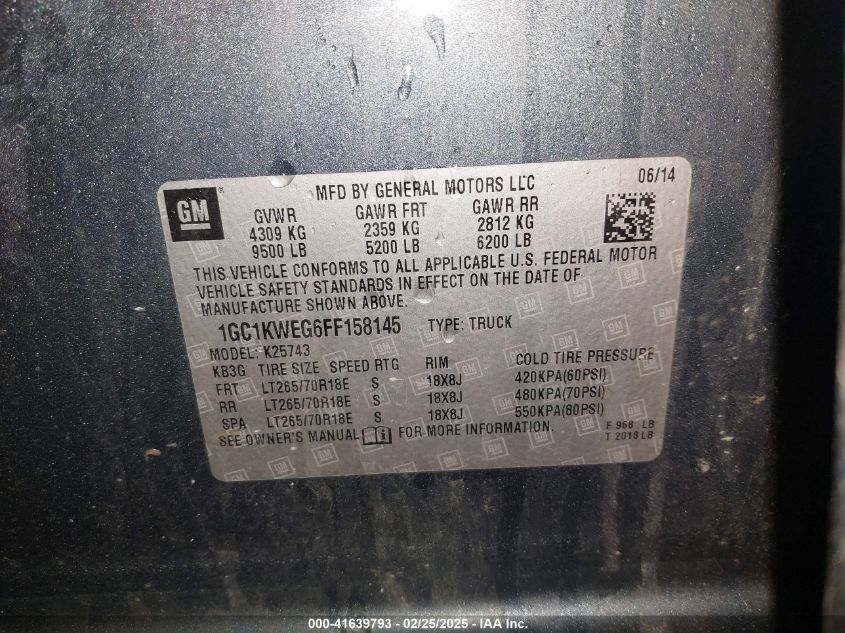 GM
®
MFD BY GENERAL MOTORS LLC
06/14
GVWR GAWR FRT GAWR RR
4309 KG 2359 KG 2812 KG
9500 LB 5200 LB 6200 LB
THIS VEHICLE CONFORMS TO ALL APPLICABLE U.S. FEDERAL MOTOR
VEHICLE SAFETY STANDARDS IN EFFECT ON THE DATE OF
MANUFACTURE SHOWN ABOVE.
1GC1KWEG6FF158145 TYPE: TRUCK
MODEL: K25743
KB3G TIRE SIZE SPEED RTG RIM COLD TIRE PRESSURE
FRT LT265/70R18E S 18X8J 420KPA(60PSI)
RR LT265/70R18E S 18X8J 480KPA(70PSI)
SPA LT265/70R18E S 18X8J 550KPA(80PSI)
SEE OWNER'S MANUAL FOR MORE INFORMATION.
F 968 LB
T 2018 LB
000-41639793 - 02/25/2025 - IAA Inc.